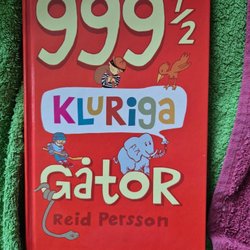 999 1/2
KLURiGa
GÅTOR
Reid Persson